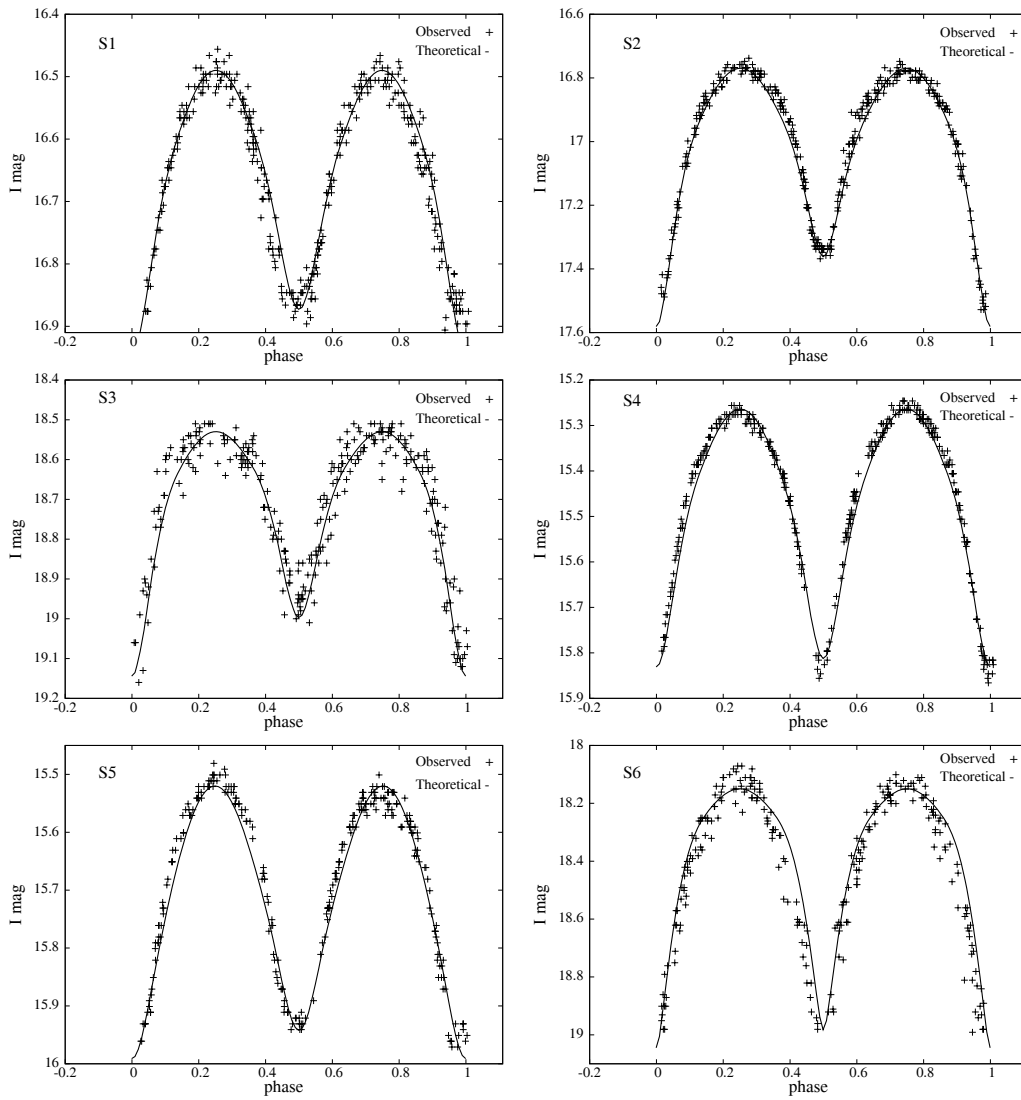 S1
Observed +
Theoretical -
16.4
16.5
16.6
16.7
16.8
16.9
I mag
-0.2 0 0.2 0.4 0.6 0.8 1
phase
S2
Observed +
Theoretical -
16.6
16.8
17
17.2
17.4
17.6
I mag
-0.2 0 0.2 0.4 0.6 0.8 1
phase
S3
Observed +
Theoretical -
18.4
18.5
18.6
18.7
18.8
18.9
19
19.1
19.2
I mag
-0.2 0 0.2 0.4 0.6 0.8 1
phase
S4
Observed +
Theoretical -
15.2
15.3
15.4
15.5
15.6
15.7
15.8
15.9
I mag
-0.2 0 0.2 0.4 0.6 0.8 1
phase
S5
Observed +
Theoretical -
15.5
15.6
15.7
15.8
15.9
16
I mag
-0.2 0 0.2 0.4 0.6 0.8 1
phase
S6
Observed +
Theoretical -
18
18.2
18.4
18.6
18.8
19
I mag
-0.2 0 0.2 0.4 0.6 0.8 1
phase